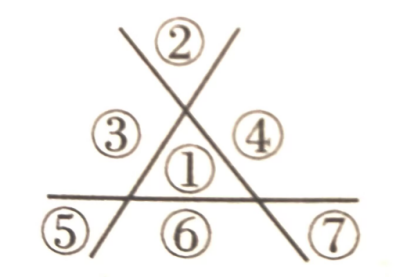 ②
③ ④
①
⑤ ⑥ ⑦